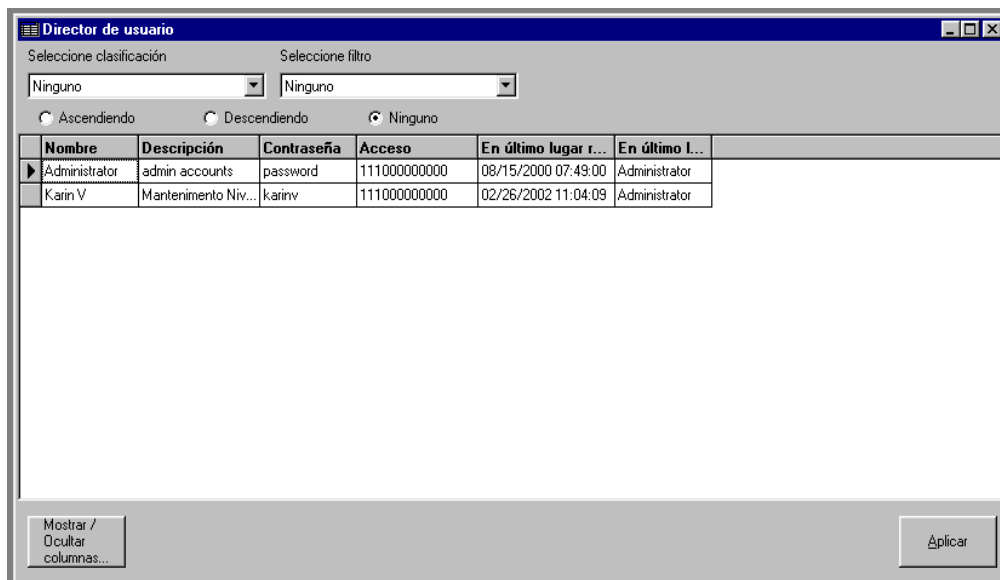 Director de usuario
Seleccione clasificación Seleccione filtro
Ninguno Ninguno
Ascendiendo Descendiendo Ninguno
Nombre Descripción Contraseña Acceso En último lugar r... En último l...
Administrator admin accounts password 111000000000 08/15/2000 07:49:00 Administrator
Karin V Mantenimento Niv... karinv 111000000000 02/26/2002 11:04:09 Administrator
Mostrar /
Ocultar
columnas...
Aplicar